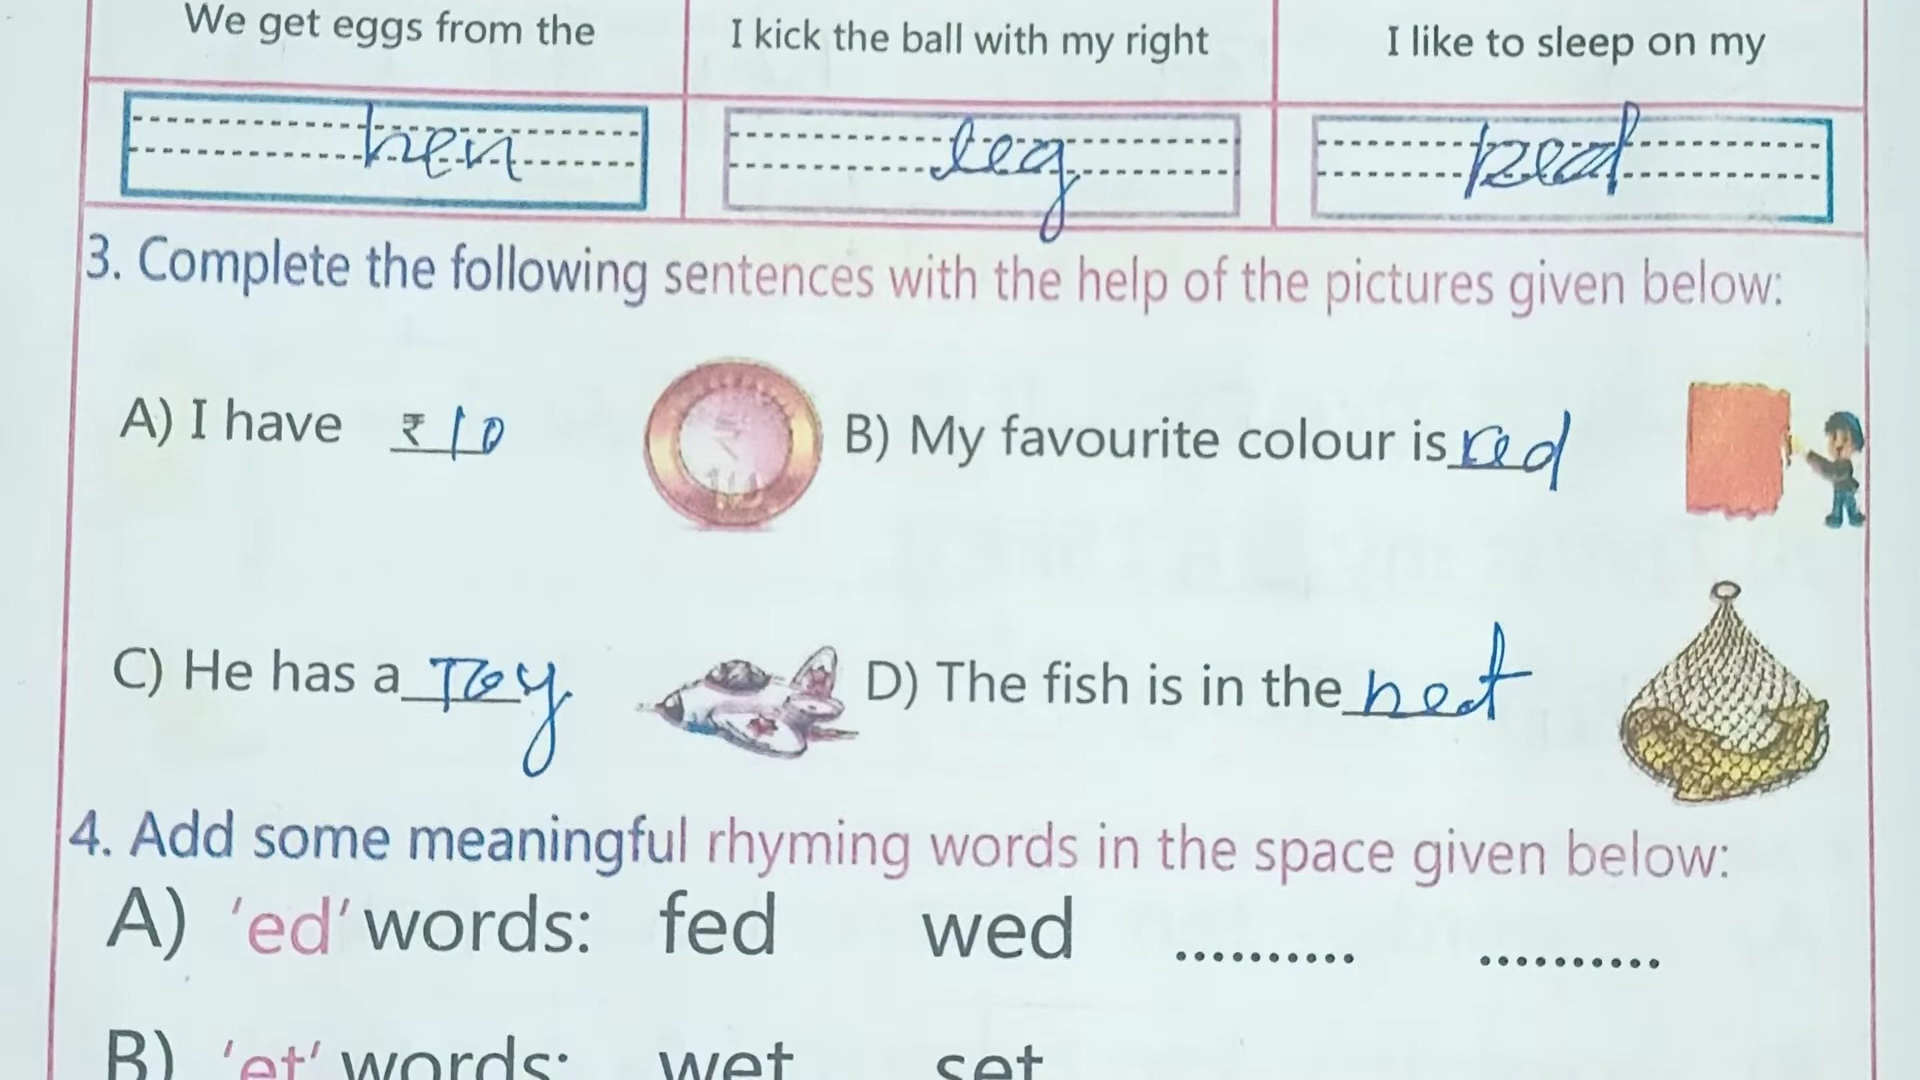 We get eggs from the
I kick the ball with my right
I like to sleep on my
hen
leg
bed
3. Complete the following sentences with the help of the pictures given below:
A) I have ₹ 10
₹
10
B) My favourite colour is red
C) He has a Toy
D) The fish is in the net
4. Add some meaningful rhyming words in the space given below:
A) 'ed' words: fed wed .......... ..........
B) 'et' words: wet set